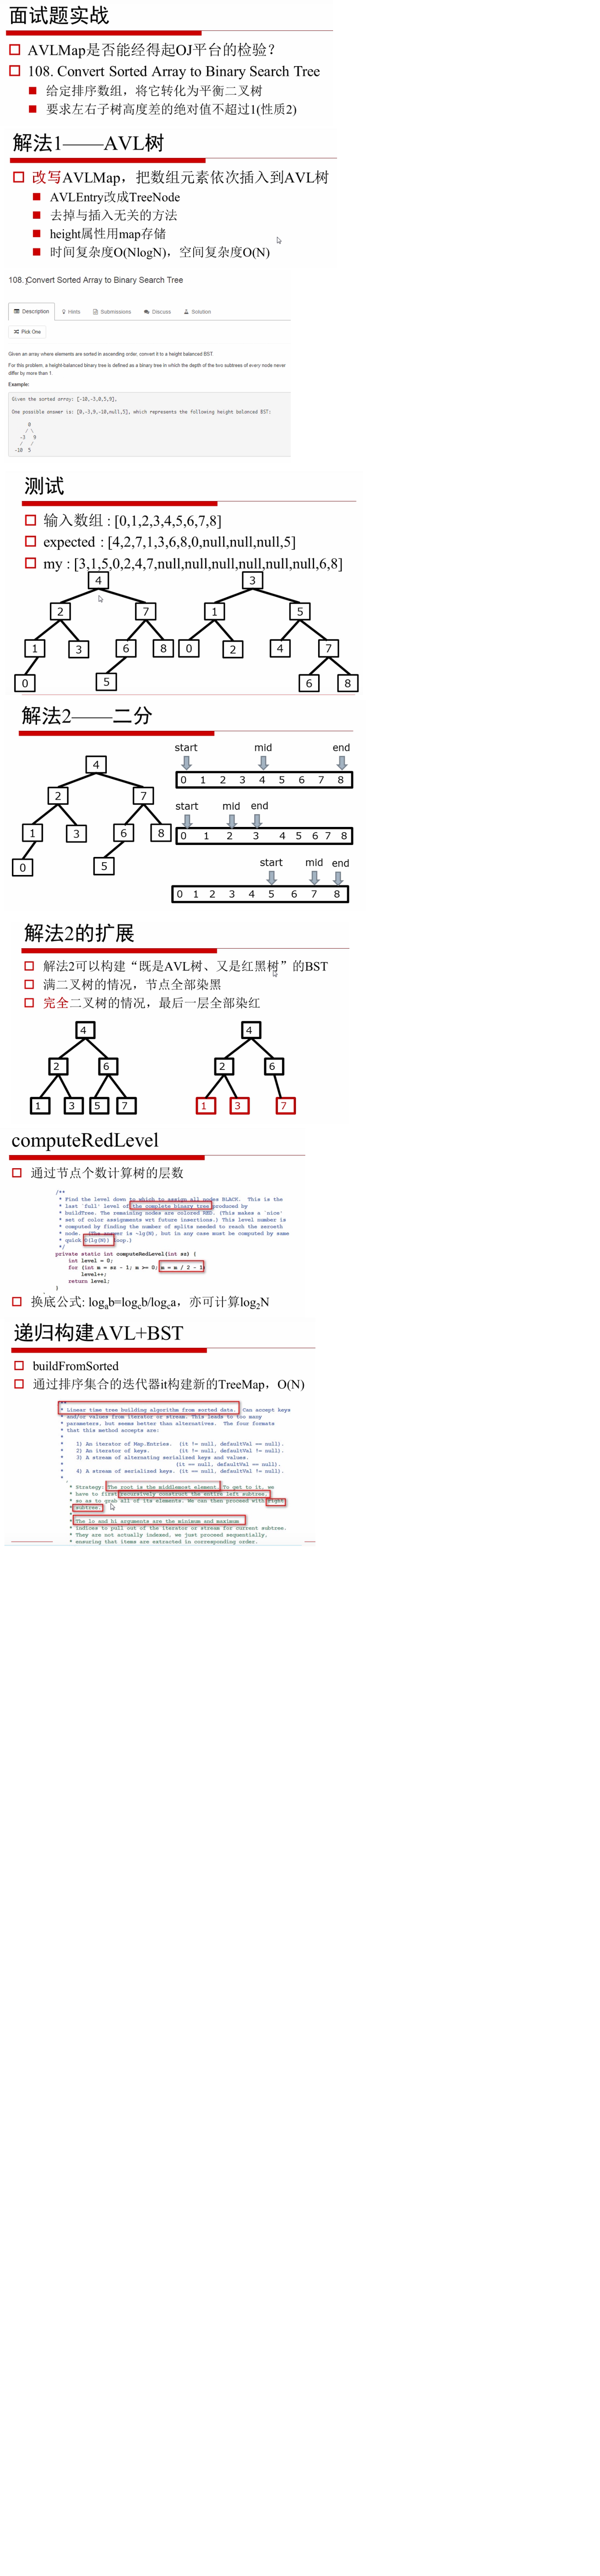 面试题实战
AVLMap是否能经得起OJ平台的检验？
108. Convert Sorted Array to Binary Search Tree
给定排序数组，将它转化为平衡二叉树
要求左右子树高度差的绝对值不超过1(性质2)
解法1——AVL树
改写AVLMap，把数组元素依次插入到AVL树
AVLEntry改成TreeNode
去掉与插入无关的方法
height属性用map存储
时间复杂度O(NlogN)，空间复杂度O(N)
108. Convert Sorted Array to Binary Search Tree
Description Hints Submissions Discuss Solution
Pick One
Given an array where elements are sorted in ascending order, convert it to a height balanced BST
For this problem, a height-balanced binary tree is defined as a binary tree in which the depth of the two subtrees of every node never
differ by more than 1.
Example:
Given the sorted array: [-10,-3,0,5,9],
One possible answer is: [0,-3,9,-10,null,5], which represents the following height balanced BST:
0
/ \
-3 9
/ /
-10 5
测试
输入数组 : [0,1,2,3,4,5,6,7,8]
expected : [4,2,7,1,3,6,8,0,null,null,null,5]
my : [3,1,5,0,2,4,7,null,null,null,null,null,null,6,8]
4 3
2 7 1 5
1 3 6 8 0 2 4 7
0 5 6 8
解法2——二分
start mid end
4
0 1 2 3 4 5 6 7 8
2 7
start mid end
1 3 6 8
0 1 2 3 4 5 6 7 8
0 5
start mid end
0 1 2 3 4 5 6 7 8
解法2的扩展
解法2可以构建“既是AVL树、又是红黑树”的BST
满二叉树的情况，节点全部染黑
完全二叉树的情况，最后一层全部染红
4 4
2 6 2 6
1 3 5 7 1 3 7
computeRedLevel
通过节点个数计算树的层数
/**
* Find the level down to which to assign all nodes BLACK. This is the
* last `full' level of the complete binary tree produced by
* buildTree. The remaining nodes are colored RED. (This makes a `nice'
* set of color assignments wrt future insertions.) This level number is
* computed by finding the number of splits needed to reach the zeroeth
* node. (The answer is ~lg(N), but in any case must be computed by same
* quick O(lg(N)) loop.)
*/
private static int computeRedLevel(int sz) {
int level = 0;
for (int m = sz - 1; m >= 0; m = m / 2 - 1)
level++;
return level;
}
换底公式: logₐb=log꜀b/log꜀a，亦可计算log₂N
递归构建AVL+BST
buildFromSorted
通过排序集合的迭代器it构建新的TreeMap，O(N)
/**
* Linear time tree building algorithm from sorted data. Can accept keys
* and/or values from iterator or stream. This leads to too many
* parameters, but seems better than alternatives. The four formats
* that this method accepts are:
*
* 1) An iterator of Map.Entries. (it != null, defaultVal == null).
* 2) An iterator of keys. (it != null, defaultVal != null).
* 3) A stream of alternating serialized keys and values.
* (it == null, defaultVal == null).
* 4) A stream of serialized keys. (it == null, defaultVal != null).
* Strategy: The root is the middlemost element. To get to it, we
* have to first recursively construct the entire left subtree,
* so as to grab all of its elements. We can then proceed with right
* subtree.
*
* The lo and hi arguments are the minimum and maximum
* indices to pull out of the iterator or stream for current subtree.
* They are not actually indexed, we just proceed sequentially,
* ensuring that items are extracted in corresponding order.